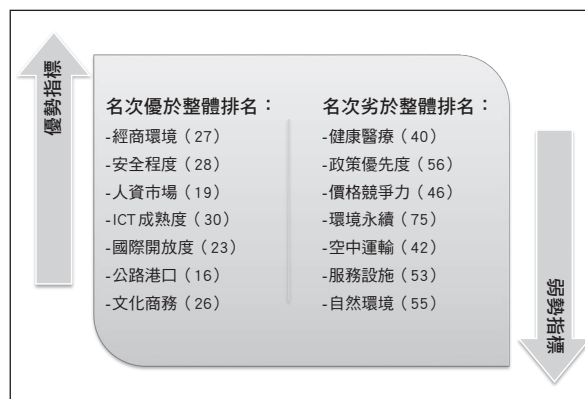 優勢指標
名次優於整體排名：
-經商環境（27）
-安全程度（28）
-人資市場（19）
-ICT成熟度（30）
-國際開放度（23）
-公路港口（16）
-文化商務（26）
名次劣於整體排名：
-健康醫療（40）
-政策優先度（56）
-價格競爭力（46）
-環境永續（75）
-空中運輸（42）
-服務設施（53）
-自然環境（55）
弱勢指標